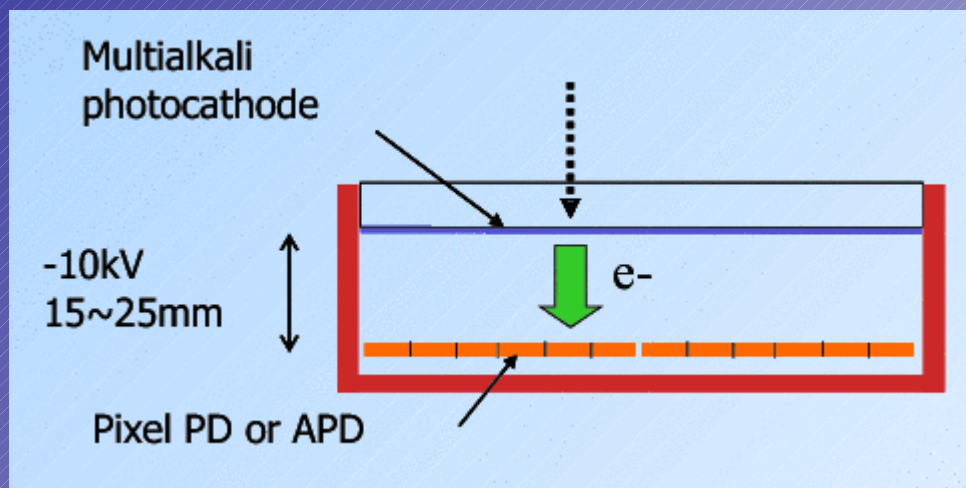 Multialkali
photocathode
-10kV
15~25mm
e-
Pixel PD or APD